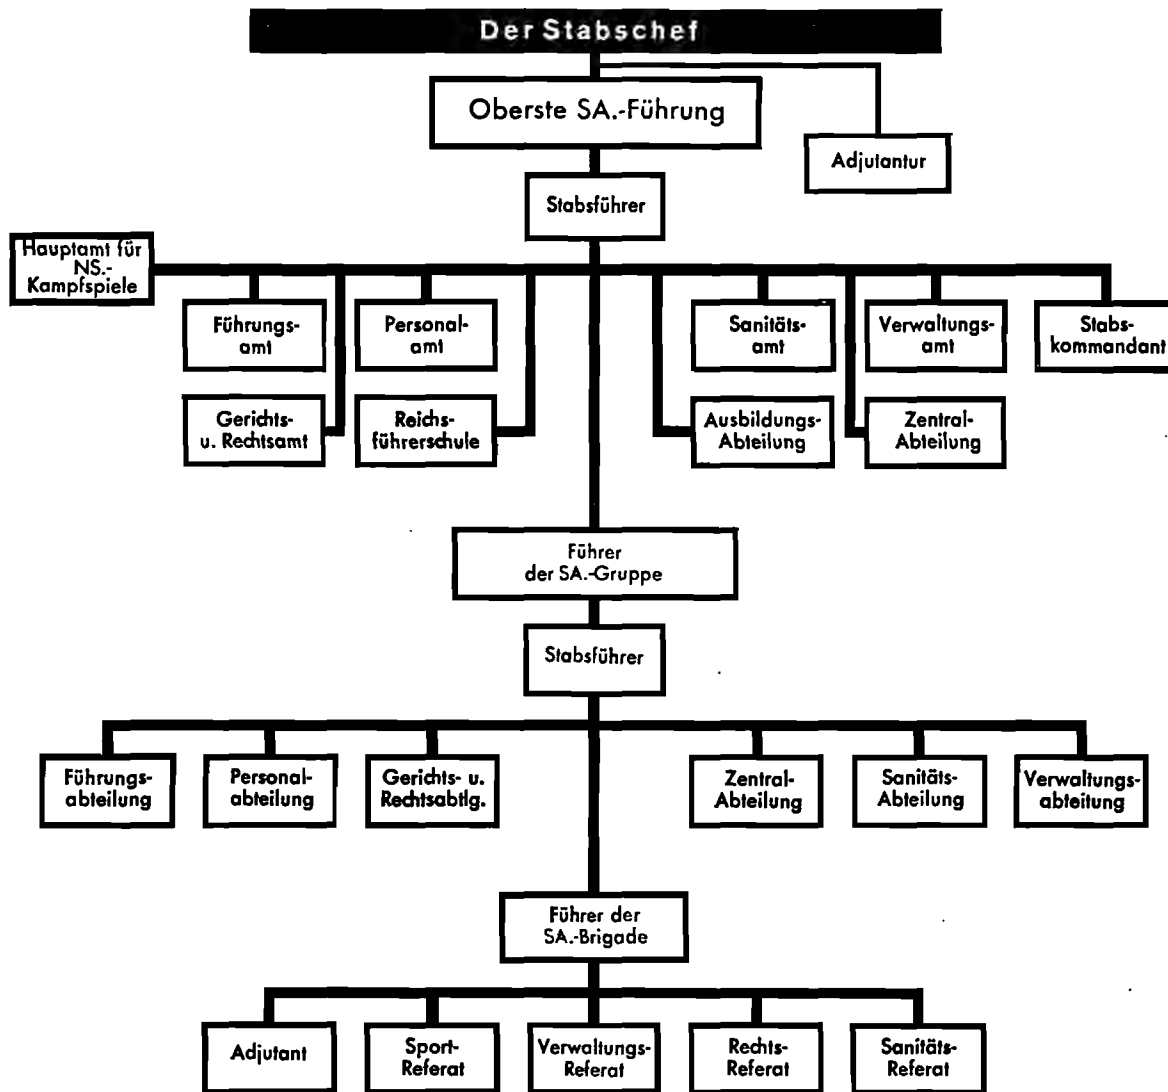 Der Stabschef
Oberste SA.-Führung
Adjutantur
Stabsführer
Hauptamt für
NS.-
Kampfspiele
Führungs-
amt
Personal-
amt
Sanitäts-
amt
Verwaltungs-
amt
Stabs-
kommandant
Gerichts-
u. Rechtsamt
Reichs-
führerschule
Ausbildungs-
Abteilung
Zentral-
Abteilung
Führer
der SA.-Gruppe
Stabsführer
Führungs-
abteilung
Personal-
abteilung
Gerichts- u.
Rechtsabtlg.
Zentral-
Abteilung
Sanitäts-
Abteilung
Verwaltungs-
abteilung
Führer der
SA.-Brigade
Adjutant
Sport-
Referat
Verwaltungs-
Referat
Rechts-
Referat
Sanitäts-
Referat